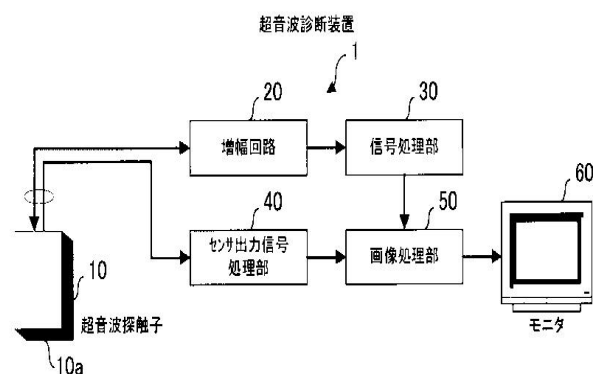 超音波診断装置
1
20
30
増幅回路
信号処理部
60
40
50
センサ出力信号
処理部
画像処理部
10
超音波探触子
モニタ
10a